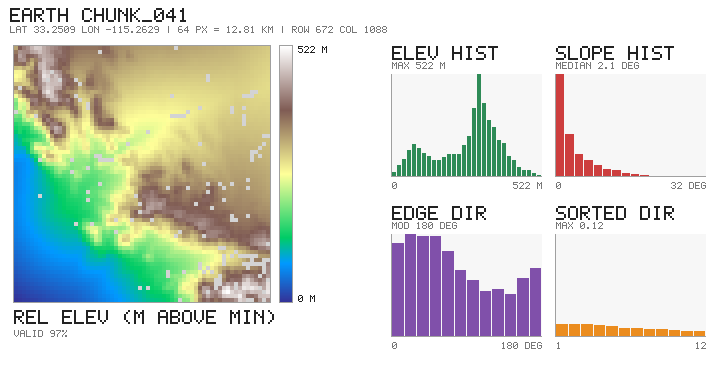 EARTH CHUNK_041
LAT 33.2509 LON -115.2629 | 64 PX = 12.81 KM | ROW 672 COL 1088
522 M
0 M
REL ELEV (M ABOVE MIN)
VALID 97%
ELEV HIST
MAX 522 M
0 522 M
SLOPE HIST
MEDIAN 2.1 DEG
0 32 DEG
EDGE DIR
MOD 180 DEG
0 180 DEG
SORTED DIR
MAX 0.12
1 12